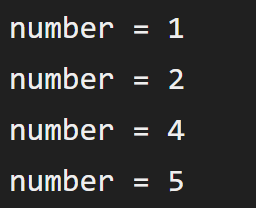 number = 1
number = 2
number = 4
number = 5